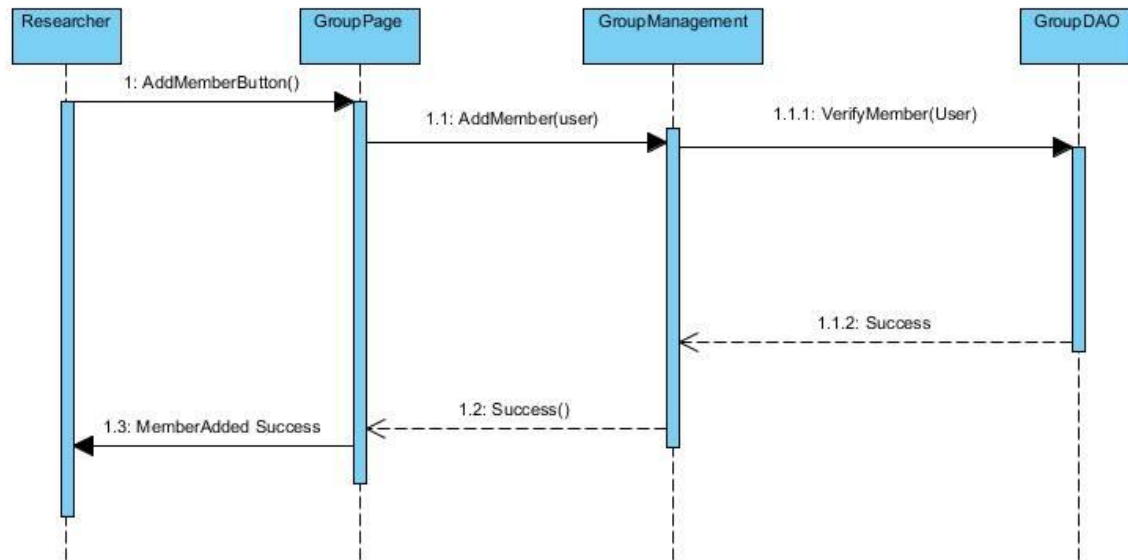 Researcher
GroupPage
GroupManagement
GroupDAO
1: AddMemberButton()
1.1: AddMember(user)
1.1.1: VerifyMember(User)
1.1.2: Success
1.2: Success()
1.3: MemberAdded Success